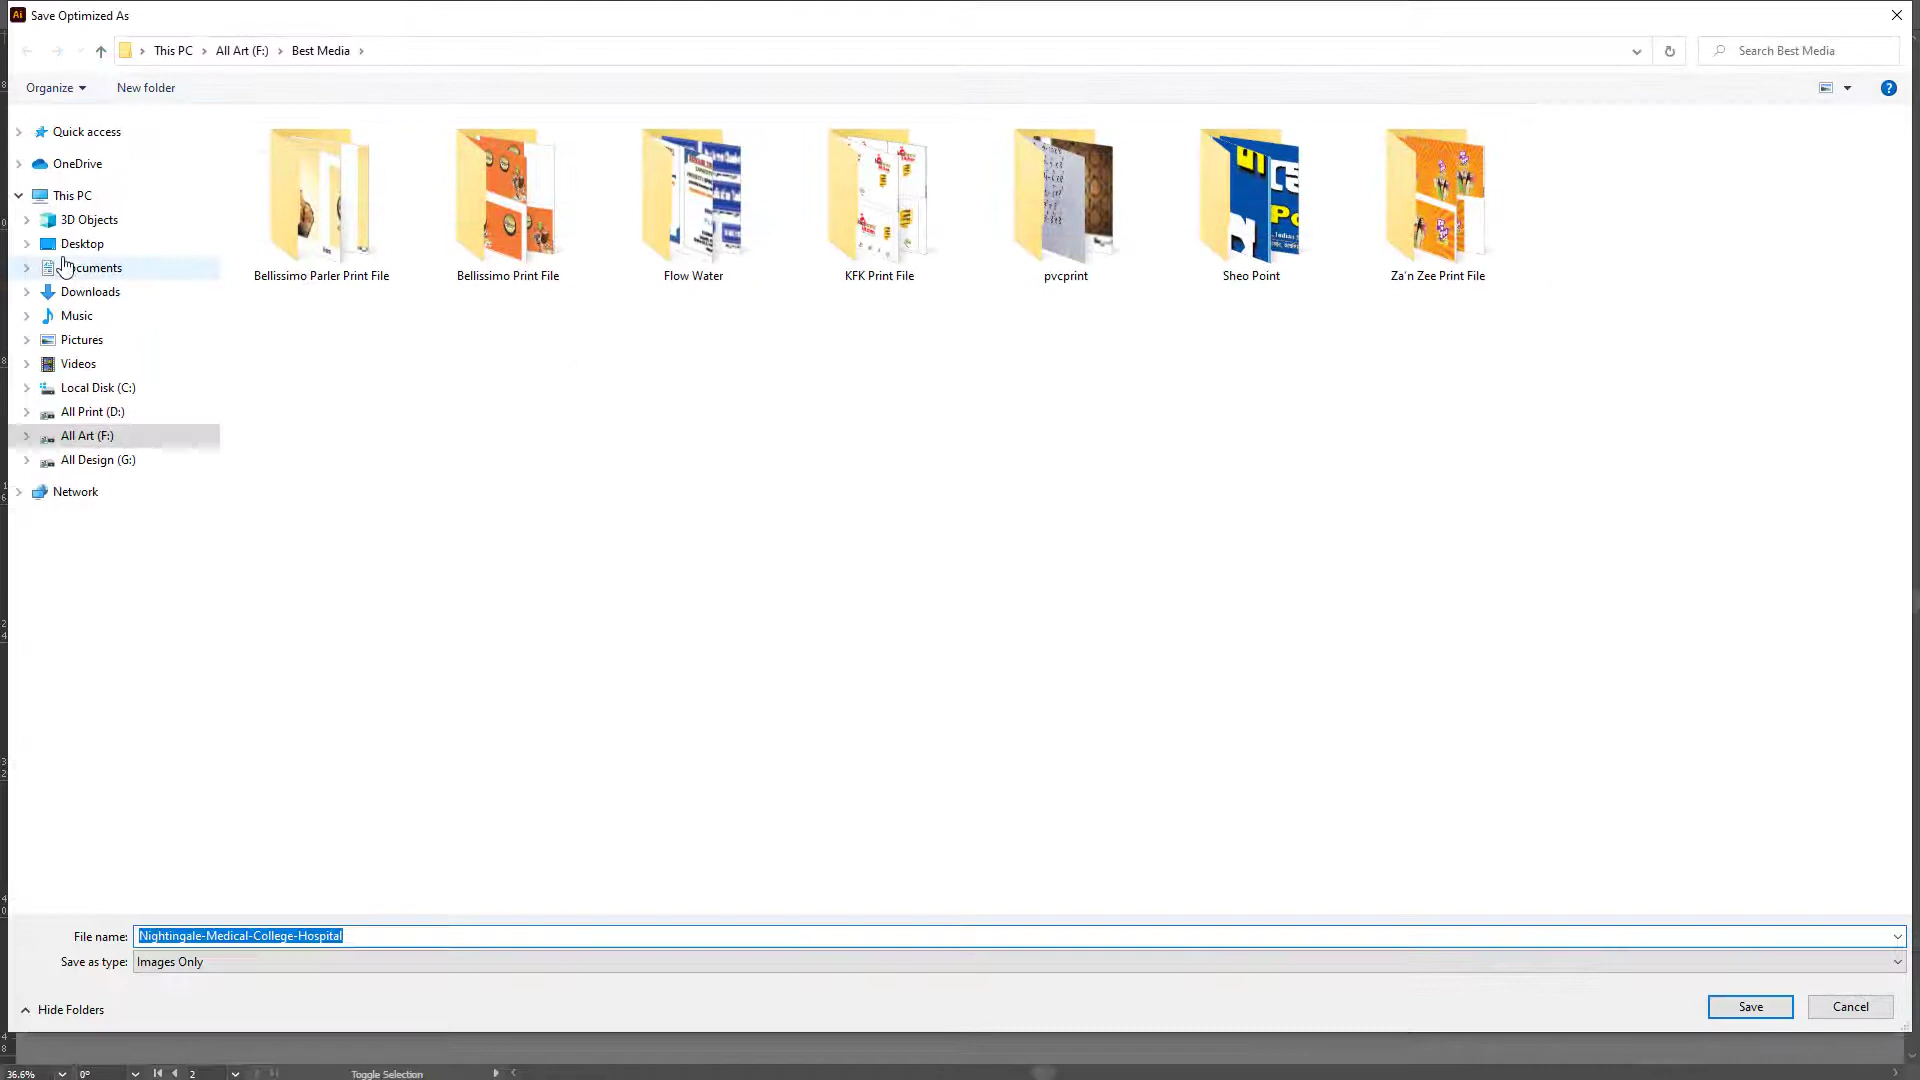 Ai Save Optimized As
This PC All Art (F:) Best Media
Search Best Media
Organize New folder
?
Quick access
OneDrive
This PC
3D Objects
Desktop
cuments
Downloads
Music
Pictures
Videos
Local Disk (C:)
All Print (D:)
All Art (F:)
All Design (G:)
Network
Bellissimo Parler Print File
Bellissimo Print File
Flow Water
KFK Print File
pvcprint
Sheo Point
Za'n Zee Print File
File name: Nightingale-Medical-College-Hospital
Save as type: Images Only
Hide Folders
Save Cancel
36.6% 0° 2 Toggle Selection